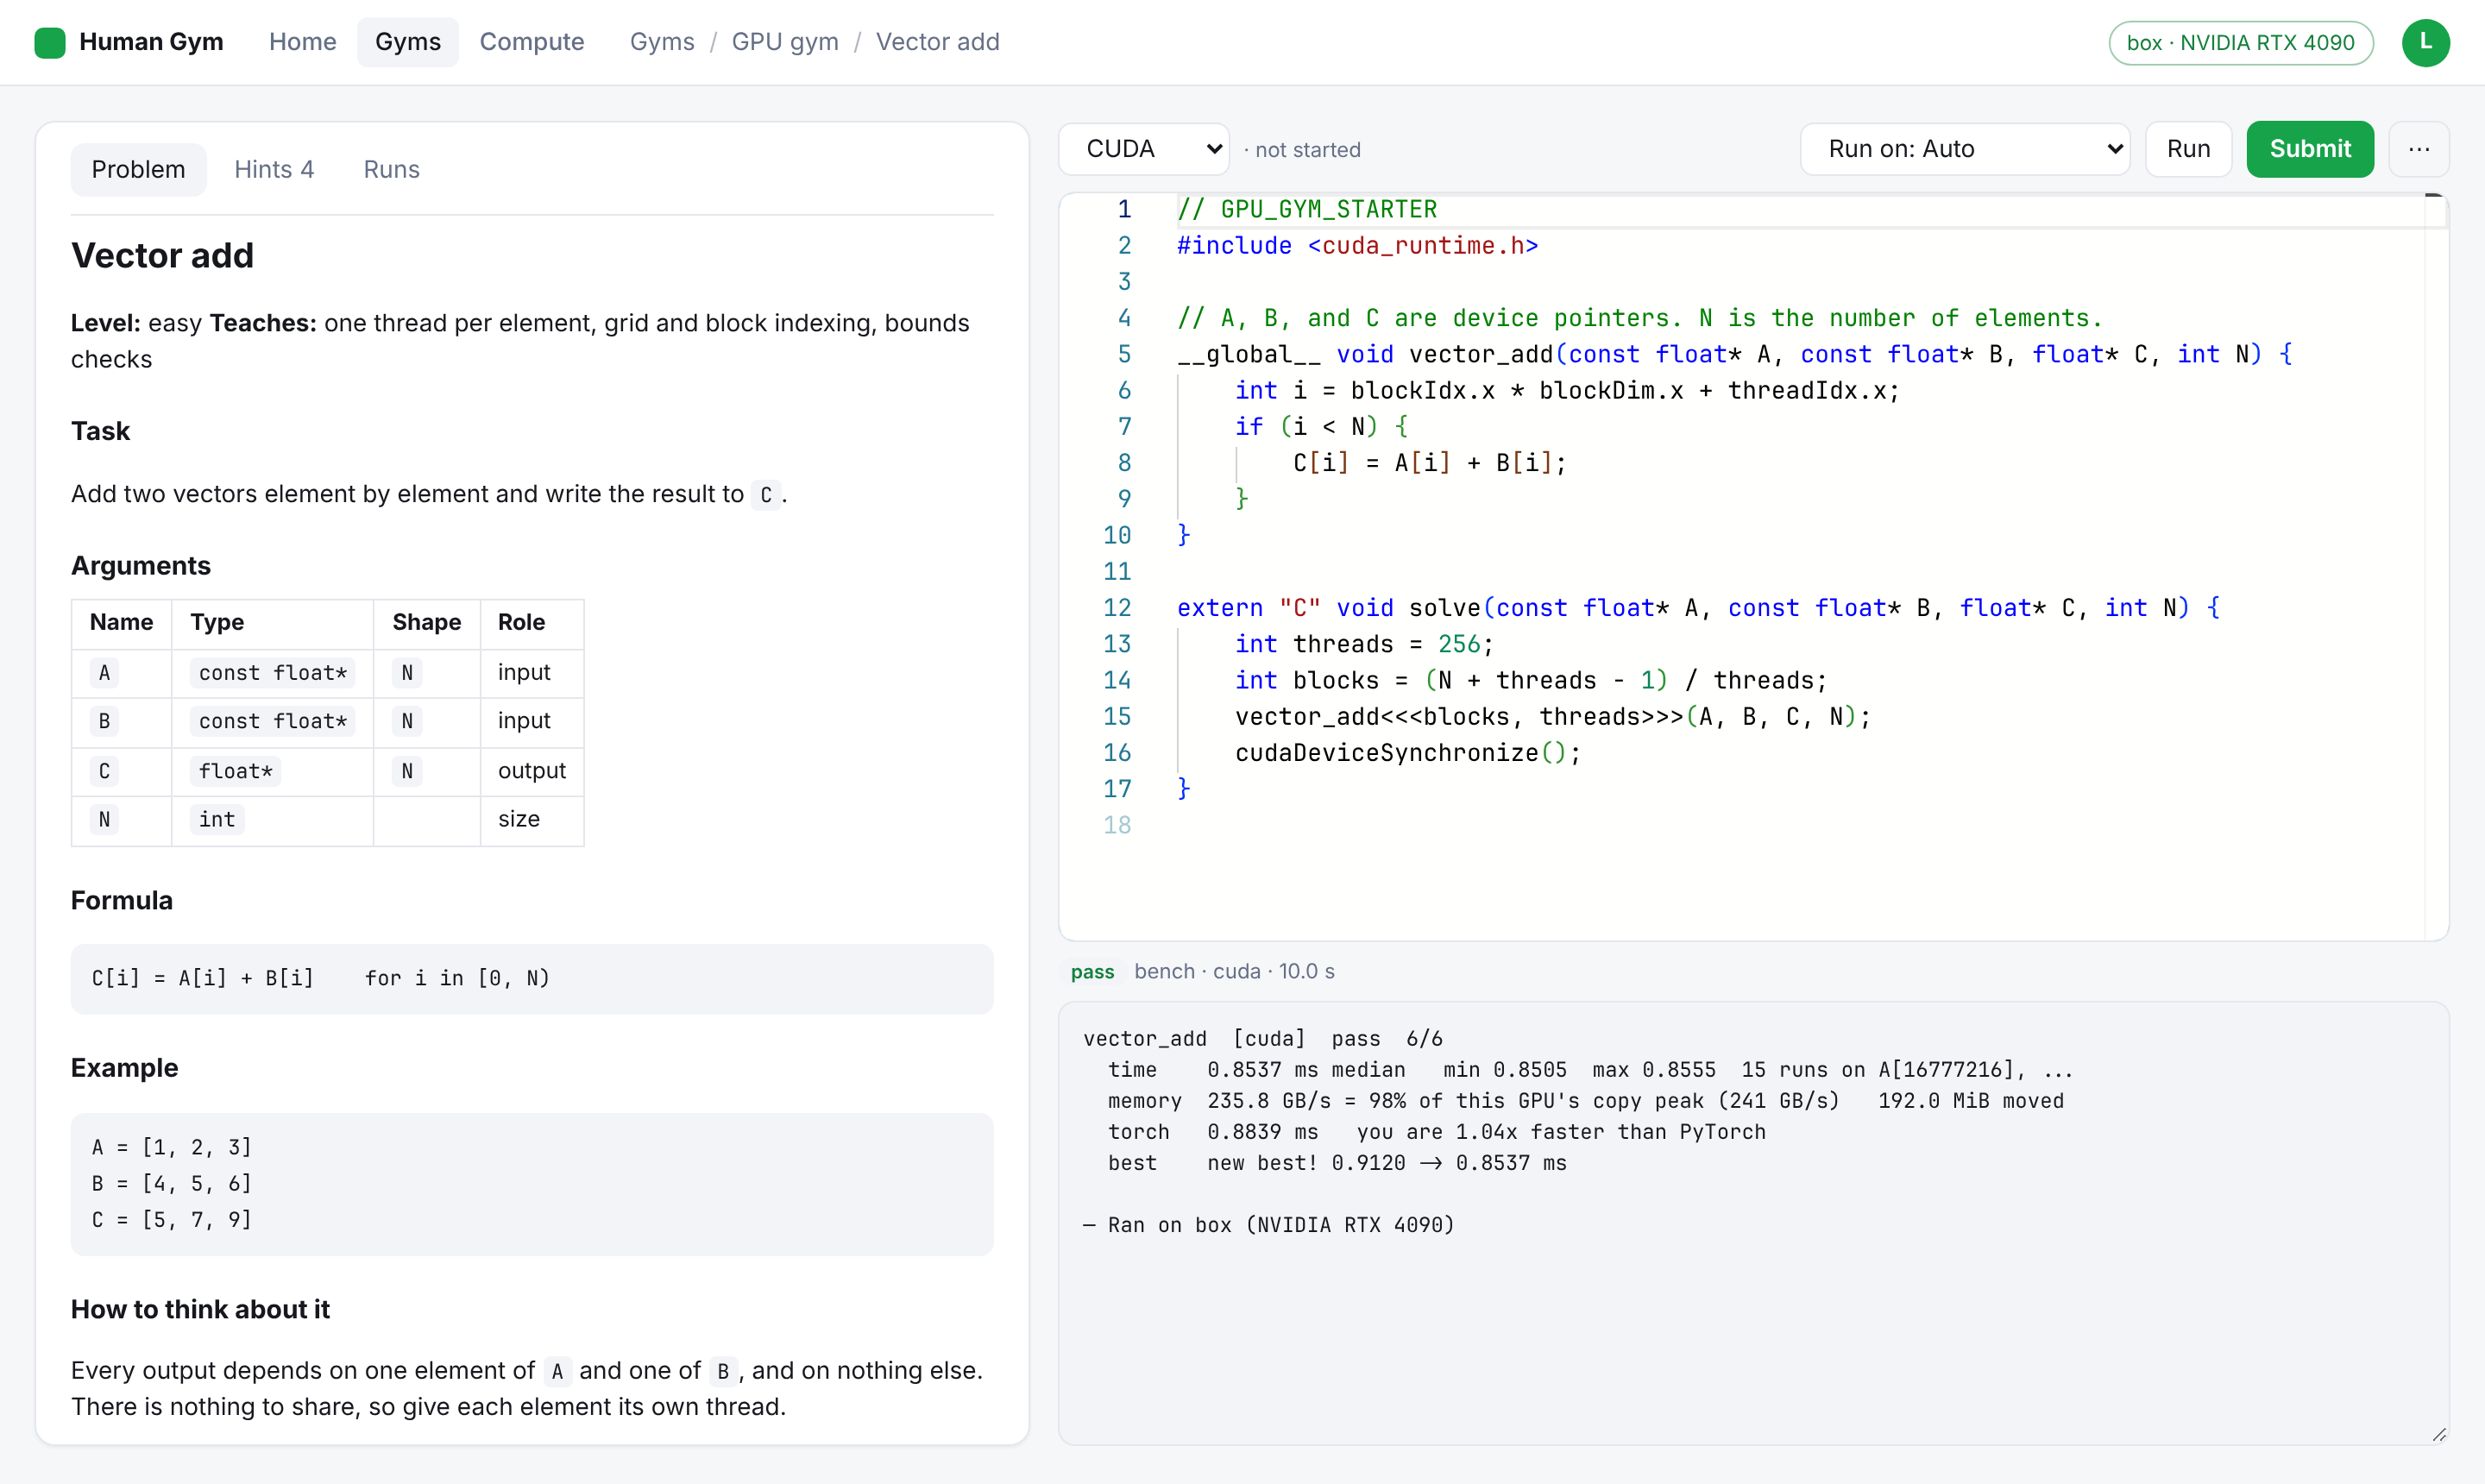 Human Gym Home Gyms Compute Gyms / GPU gym / Vector add box · NVIDIA RTX 4090 L
Problem Hints 4 Runs
Vector add
Level: easy Teaches: one thread per element, grid and block indexing, bounds
checks
Task
Add two vectors element by element and write the result to C.
Arguments
Name Type Shape Role
A const float* N input
B const float* N input
C float* N output
N int size
Formula
C[i] = A[i] + B[i]    for i in [0, N)
Example
A = [1, 2, 3]
B = [4, 5, 6]
C = [5, 7, 9]
How to think about it
Every output depends on one element of A and one of B, and on nothing else.
There is nothing to share, so give each element its own thread.
CUDA · not started Run on: Auto Run Submit ···
1 // GPU_GYM_STARTER
2 #include <cuda_runtime.h>
3
4 // A, B, and C are device pointers. N is the number of elements.
5 __global__ void vector_add(const float* A, const float* B, float* C, int N) {
6     int i = blockIdx.x * blockDim.x + threadIdx.x;
7     if (i < N) {
8         C[i] = A[i] + B[i];
9     }
10 }
11
12 extern "C" void solve(const float* A, const float* B, float* C, int N) {
13     int threads = 256;
14     int blocks = (N + threads - 1) / threads;
15     vector_add<<<blocks, threads>>>(A, B, C, N);
16     cudaDeviceSynchronize();
17 }
18
pass bench · cuda · 10.0 s
vector_add  [cuda]  pass  6/6
  time    0.8537 ms median   min 0.8505  max 0.8555  15 runs on A[16777216], ...
  memory  235.8 GB/s = 98% of this GPU's copy peak (241 GB/s)   192.0 MiB moved
  torch   0.8839 ms   you are 1.04x faster than PyTorch
  best    new best! 0.9120 → 0.8537 ms
— Ran on box (NVIDIA RTX 4090)